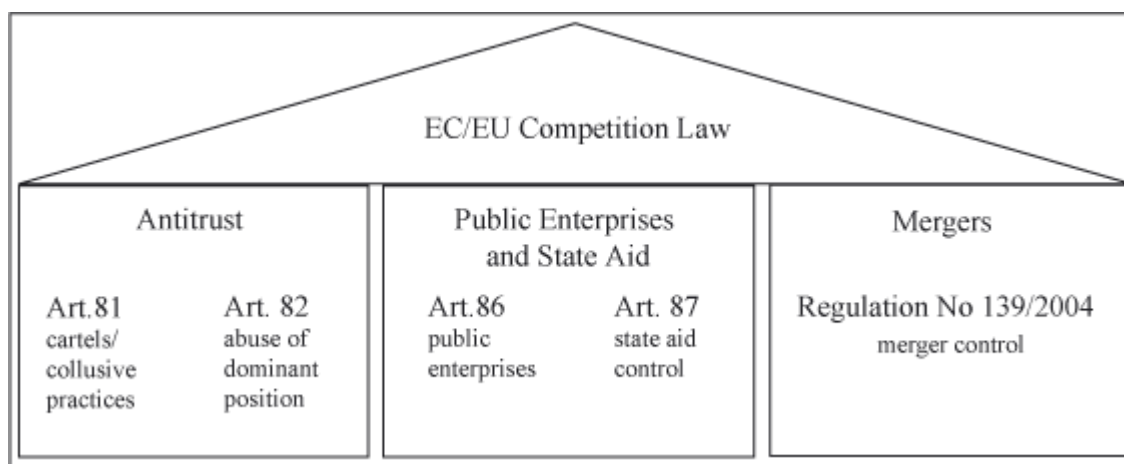 EC/EU Competition Law
Antitrust
Art.81
cartels/
collusive
practices
Art. 82
abuse of
dominant
position
Public Enterprises
and State Aid
Art.86
public
enterprises
Art. 87
state aid
control
Mergers
Regulation No 139/2004
merger control